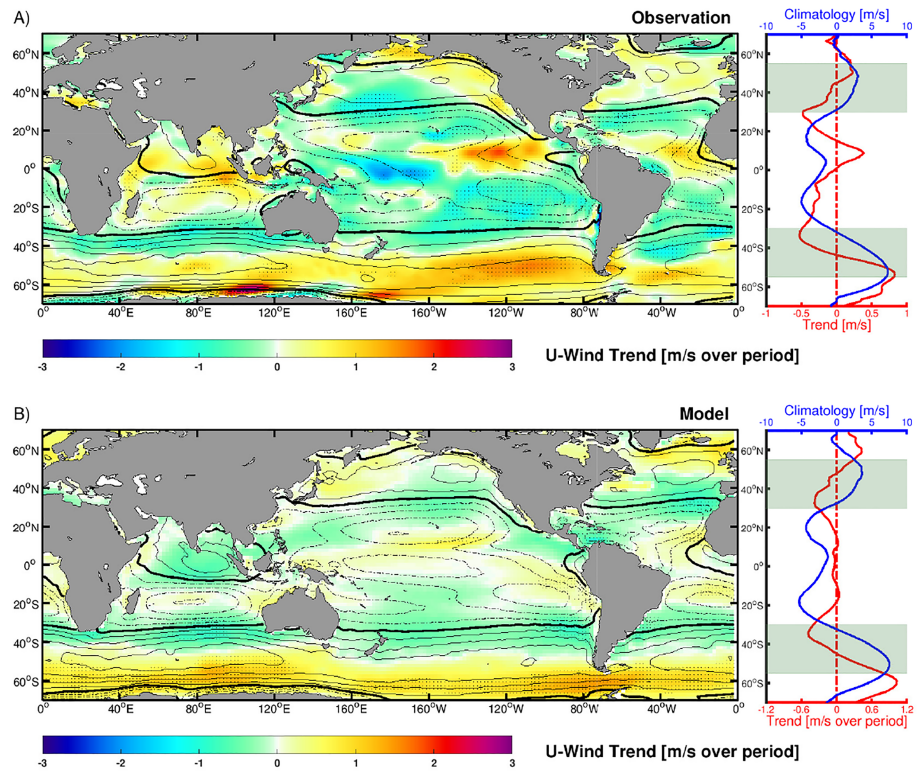 A)
Observation
-10 -5 0 5 10
Climatology [m/s]
60°N
40°N
20°N
0°
20°S
40°S
60°S
0° 40°E 80°E 120°E 160°E 160°W 120°W 80°W 40°W 0°
60°N
40°N
20°N
0°
20°S
40°S
60°S
-1 -0.5 0 0.5 1
Trend [m/s]
-3 -2 -1 0 1 2 3
U-Wind Trend [m/s over period]
B)
Model
-10 -5 0 5 10
Climatology [m/s]
60°N
40°N
20°N
0°
20°S
40°S
60°S
0° 40°E 80°E 120°E 160°E 160°W 120°W 80°W 40°W 0°
60°N
40°N
20°N
0°
20°S
40°S
60°S
-1.2 -0.6 0 0.6 1.2
Trend [m/s over period]
-3 -2 -1 0 1 2 3
U-Wind Trend [m/s over period]